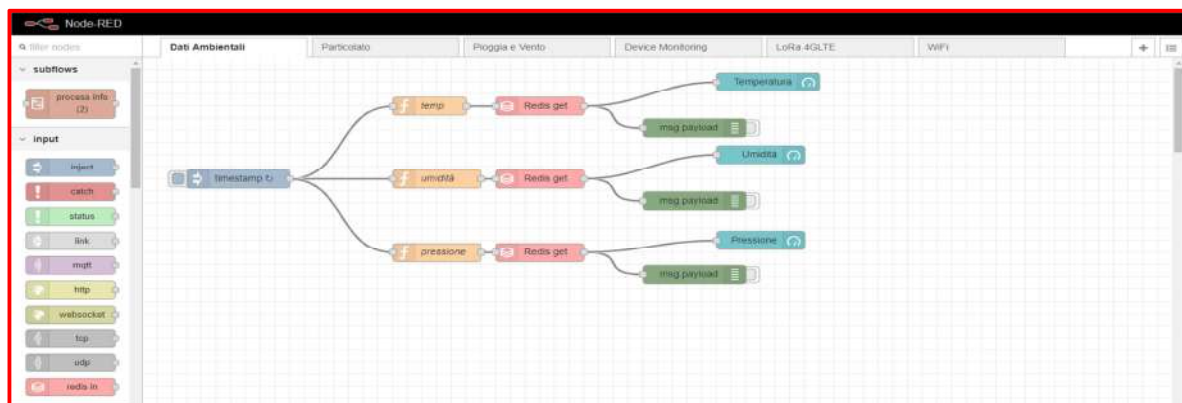 Node-RED
filter nodes
Dati Ambientali
Particolato
Pioggia e Vento
Device Monitoring
LoRa 4GLTE
WiFi
subflows
process info
(2)
input
inject
catch
status
link
mqtt
http
websocket
tcp
udp
redis in
timestamp ↻
temp
Redis get
Temperatura
msg.payload
umidità
Redis get
Umidità
msg.payload
pressione
Redis get
Pressione
msg.payload